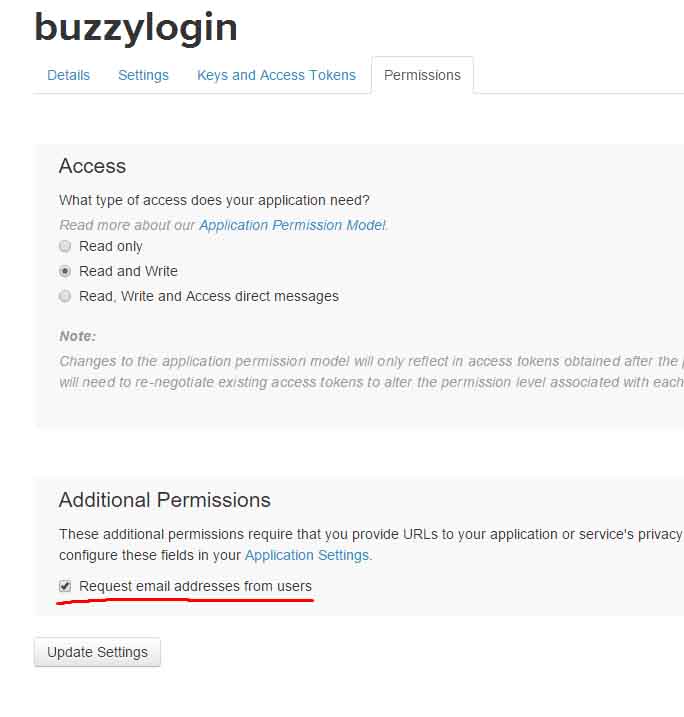 buzzylogin
Details Settings Keys and Access Tokens Permissions
Access
What type of access does your application need?
Read more about our Application Permission Model.
Read only
Read and Write
Read, Write and Access direct messages
Note:
Changes to the application permission model will only reflect in access tokens obtained after the
will need to re-negotiate existing access tokens to alter the permission level associated with each
Additional Permissions
These additional permissions require that you provide URLs to your application or service's privacy
configure these fields in your Application Settings.
Request email addresses from users
Update Settings